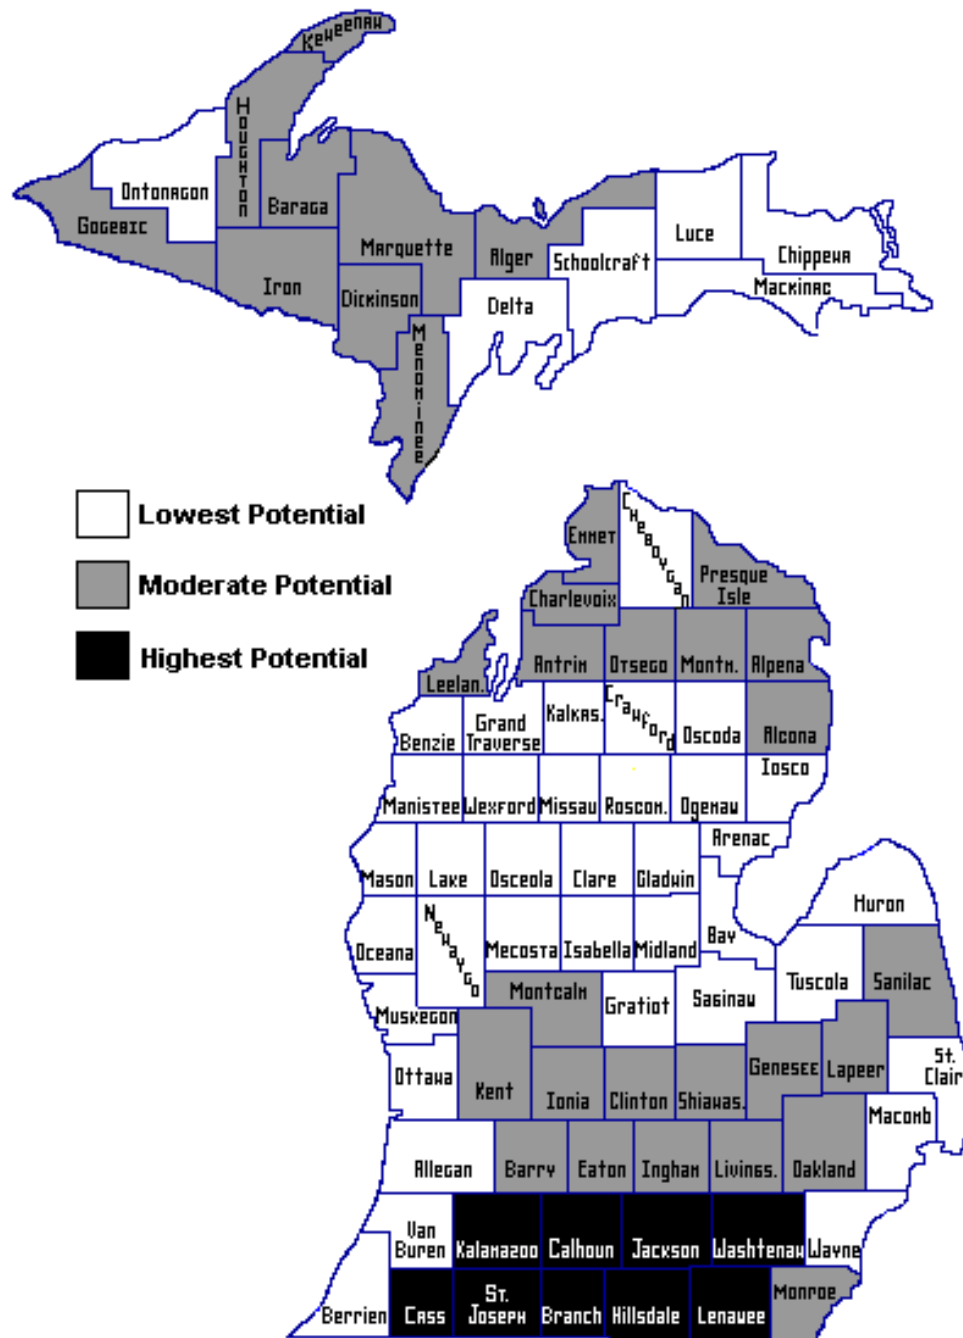 Keweenaw
Houghton
Ontonagon
Baraga
Gogebic
Marquette
Alger
Luce
Schoolcraft
Chippewa
Iron
Dickinson
Mackinac
Delta
Menominee
Lowest Potential
Moderate Potential
Highest Potential
Emmet
Cheboygan
Presque
Isle
Charlevoix
Antrim
Otsego
Montm.
Alpena
Leelan.
Benzie
Grand
Traverse
Kalkas.
Crawford
Oscoda
Alcona
Iosco
Manistee
Wexford
Missau
Roscom.
Ogemaw
Arenac
Mason
Lake
Osceola
Clare
Gladwin
Huron
Oceana
Newaygo
Mecosta
Isabella
Midland
Bay
Tuscola
Sanilac
Montcalm
Gratiot
Saginaw
Muskegon
Ottawa
Kent
Ionia
Clinton
Shiawas.
Genesee
Lapeer
St.
Clair
Macomb
Allegan
Barry
Eaton
Ingham
Livings.
Oakland
Van
Buren
Kalamazoo
Calhoun
Jackson
Washtenaw
Wayne
Berrien
Cass
St.
Joseph
Branch
Hillsdale
Lenawee
Monroe